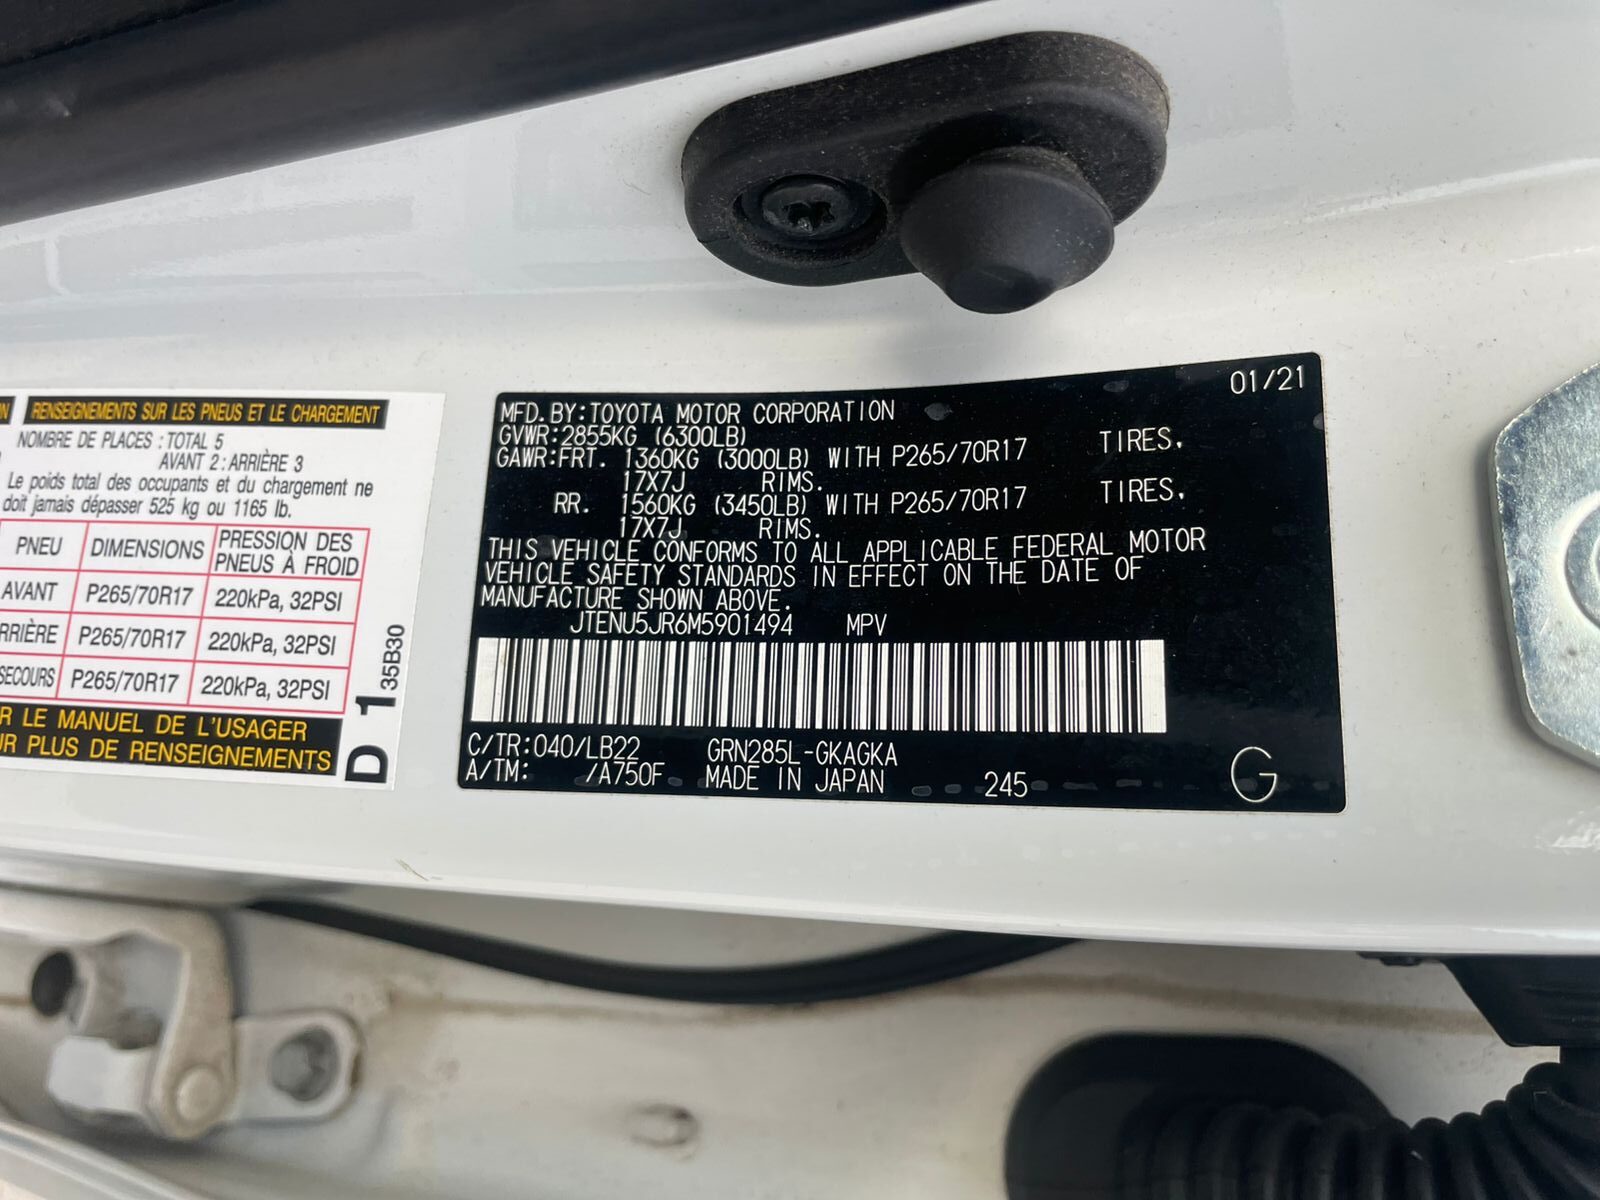 RENSEIGNEMENTS SUR LES PNEUS ET LE CHARGEMENT
NOMBRE DE PLACES : TOTAL 5
AVANT 2 : ARRIÈRE 3
Le poids total des occupants et du chargement ne
doit jamais dépasser 525 kg ou 1165 lb.
PNEU DIMENSIONS PRESSION DES PNEUS À FROID
AVANT P265/70R17 220kPa, 32PSI
RRIÈRE P265/70R17 220kPa, 32PSI
SECOURS P265/70R17 220kPa, 32PSI
R LE MANUEL DE L'USAGER
UR PLUS DE RENSEIGNEMENTS
D 1 35B30
01/21
MFD. BY: TOYOTA MOTOR CORPORATION
GVWR: 2855KG (6300LB)
GAWR: FRT. 1360KG (3000LB) WITH P265/70R17 TIRES,
17X7J RIMS.
RR. 1560KG (3450LB) WITH P265/70R17 TIRES,
17X7J RIMS.
THIS VEHICLE CONFORMS TO ALL APPLICABLE FEDERAL MOTOR
VEHICLE SAFETY STANDARDS IN EFFECT ON THE DATE OF
MANUFACTURE SHOWN ABOVE.
JTENU5JR6M5901494 MPV
C/TR: 040/LB22 GRN285L-GKAGKA
A/TM: /A750F MADE IN JAPAN 245 G